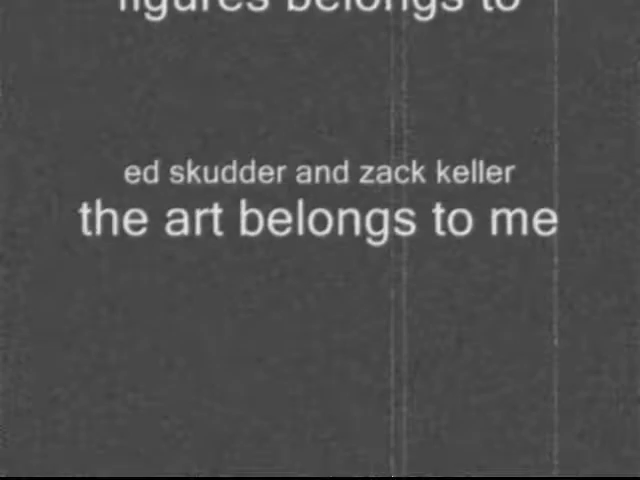 figures belongs to
ed skudder and zack keller
the art belongs to me